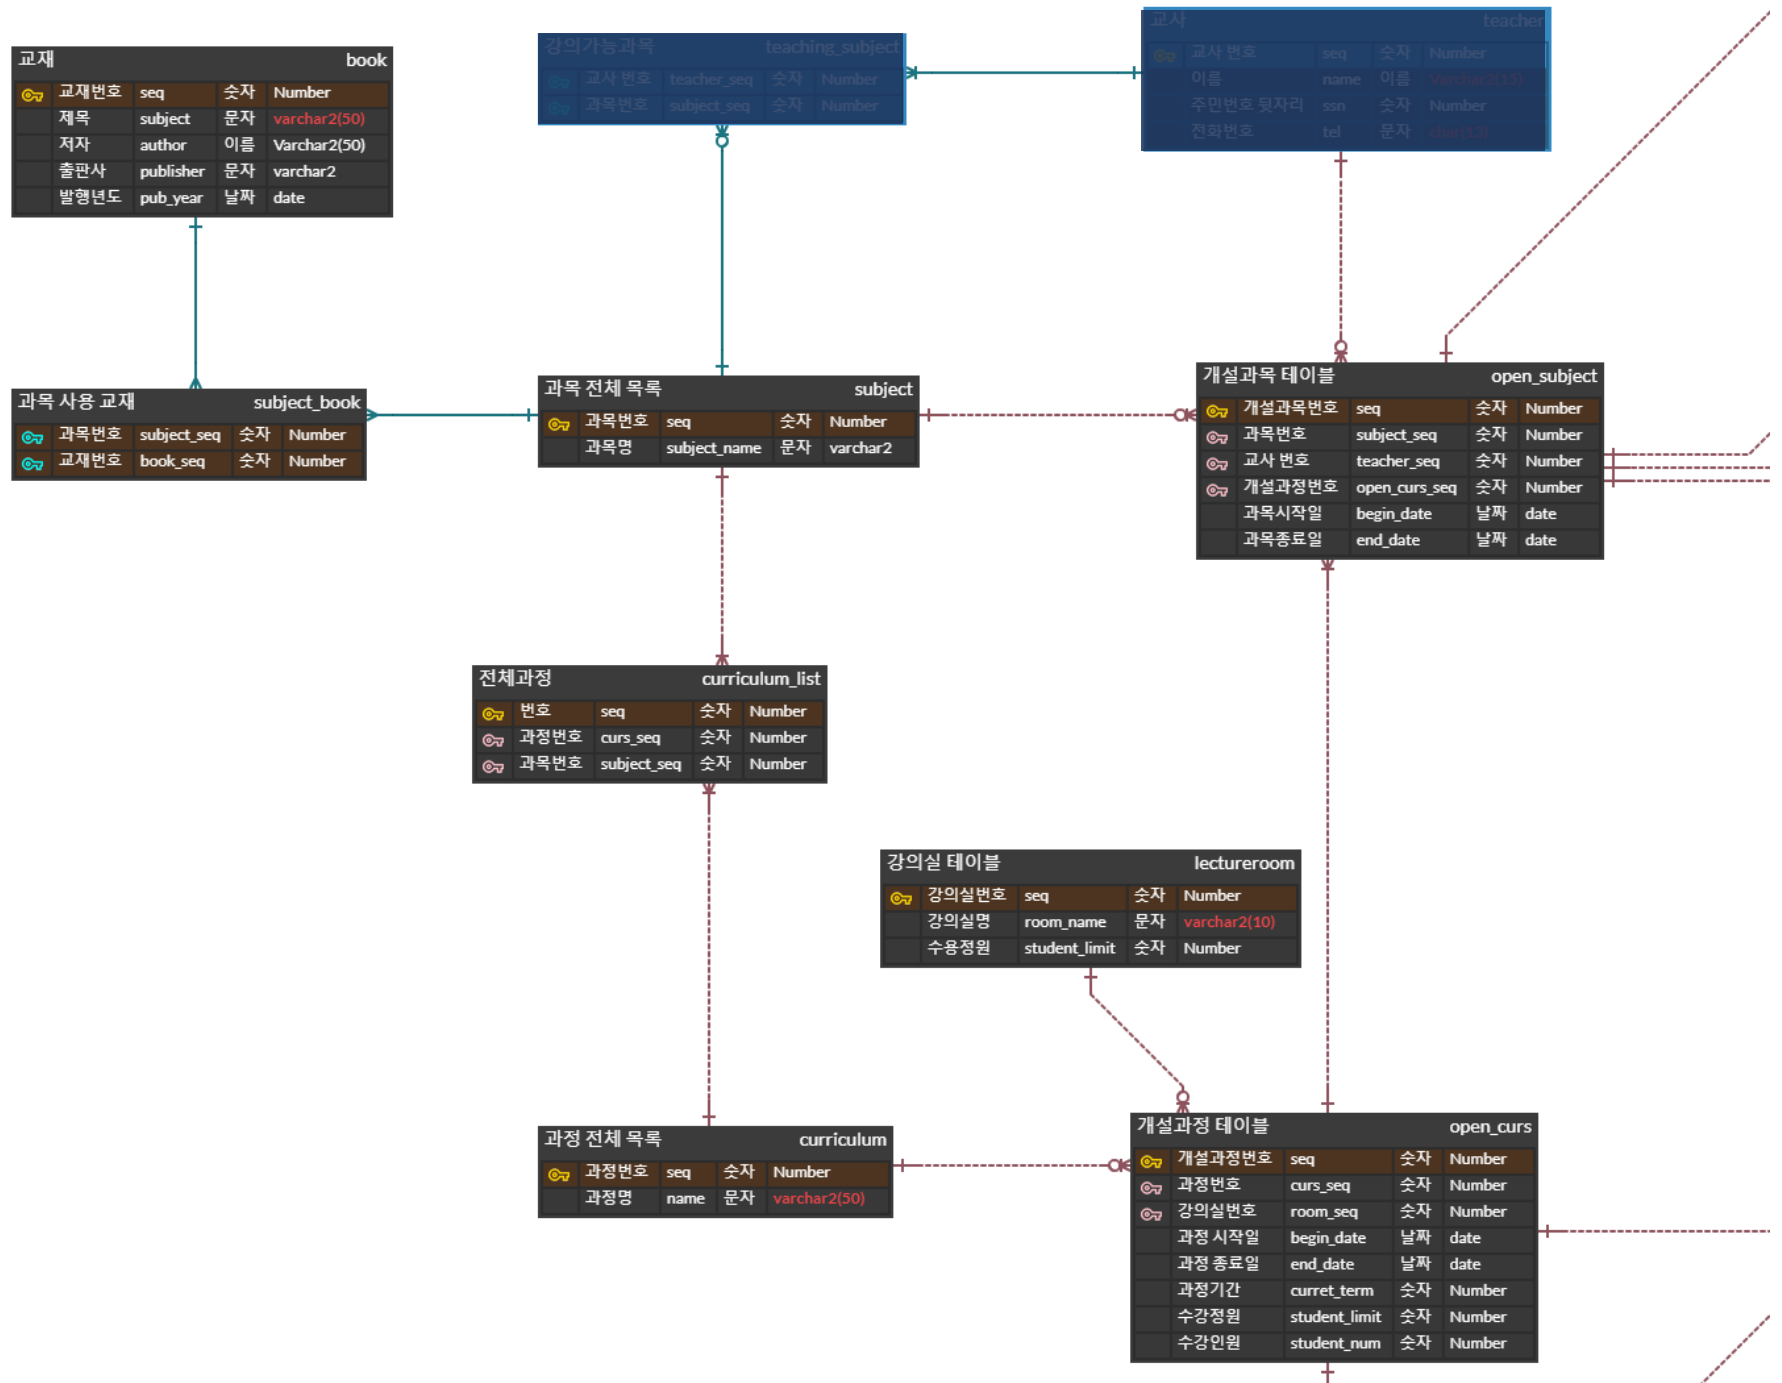 교재 book
교재번호 seq 숫자 Number
제목 subject 문자 varchar2(50)
저자 author 이름 Varchar2(50)
출판사 publisher 문자 varchar2
발행년도 pub_year 날짜 date
강의가능과목 teaching_subject
교사 번호 teacher_seq 숫자 Number
과목번호 subject_seq 숫자 Number
교사 teacher
교사 번호 seq 숫자 Number
이름 name 이름 Varchar2(15)
주민번호 뒷자리 ssn 숫자 Number
전화번호 tel 문자 char(13)
과목 사용 교재 subject_book
과목번호 subject_seq 숫자 Number
교재번호 book_seq 숫자 Number
과목 전체 목록 subject
과목번호 seq 숫자 Number
과목명 subject_name 문자 varchar2
개설과목 테이블 open_subject
개설과목번호 seq 숫자 Number
과목번호 subject_seq 숫자 Number
교사 번호 teacher_seq 숫자 Number
개설과정번호 open_curs_seq 숫자 Number
과목시작일 begin_date 날짜 date
과목종료일 end_date 날짜 date
전체과정 curriculum_list
번호 seq 숫자 Number
과정번호 curs_seq 숫자 Number
과목번호 subject_seq 숫자 Number
강의실 테이블 lectureroom
강의실번호 seq 숫자 Number
강의실명 room_name 문자 varchar2(10)
수용정원 student_limit 숫자 Number
과정 전체 목록 curriculum
과정번호 seq 숫자 Number
과정명 name 문자 varchar2(50)
개설과정 테이블 open_curs
개설과정번호 seq 숫자 Number
과정번호 curs_seq 숫자 Number
강의실번호 room_seq 숫자 Number
과정 시작일 begin_date 날짜 date
과정 종료일 end_date 날짜 date
과정기간 curret_term 숫자 Number
수강정원 student_limit 숫자 Number
수강인원 student_num 숫자 Number